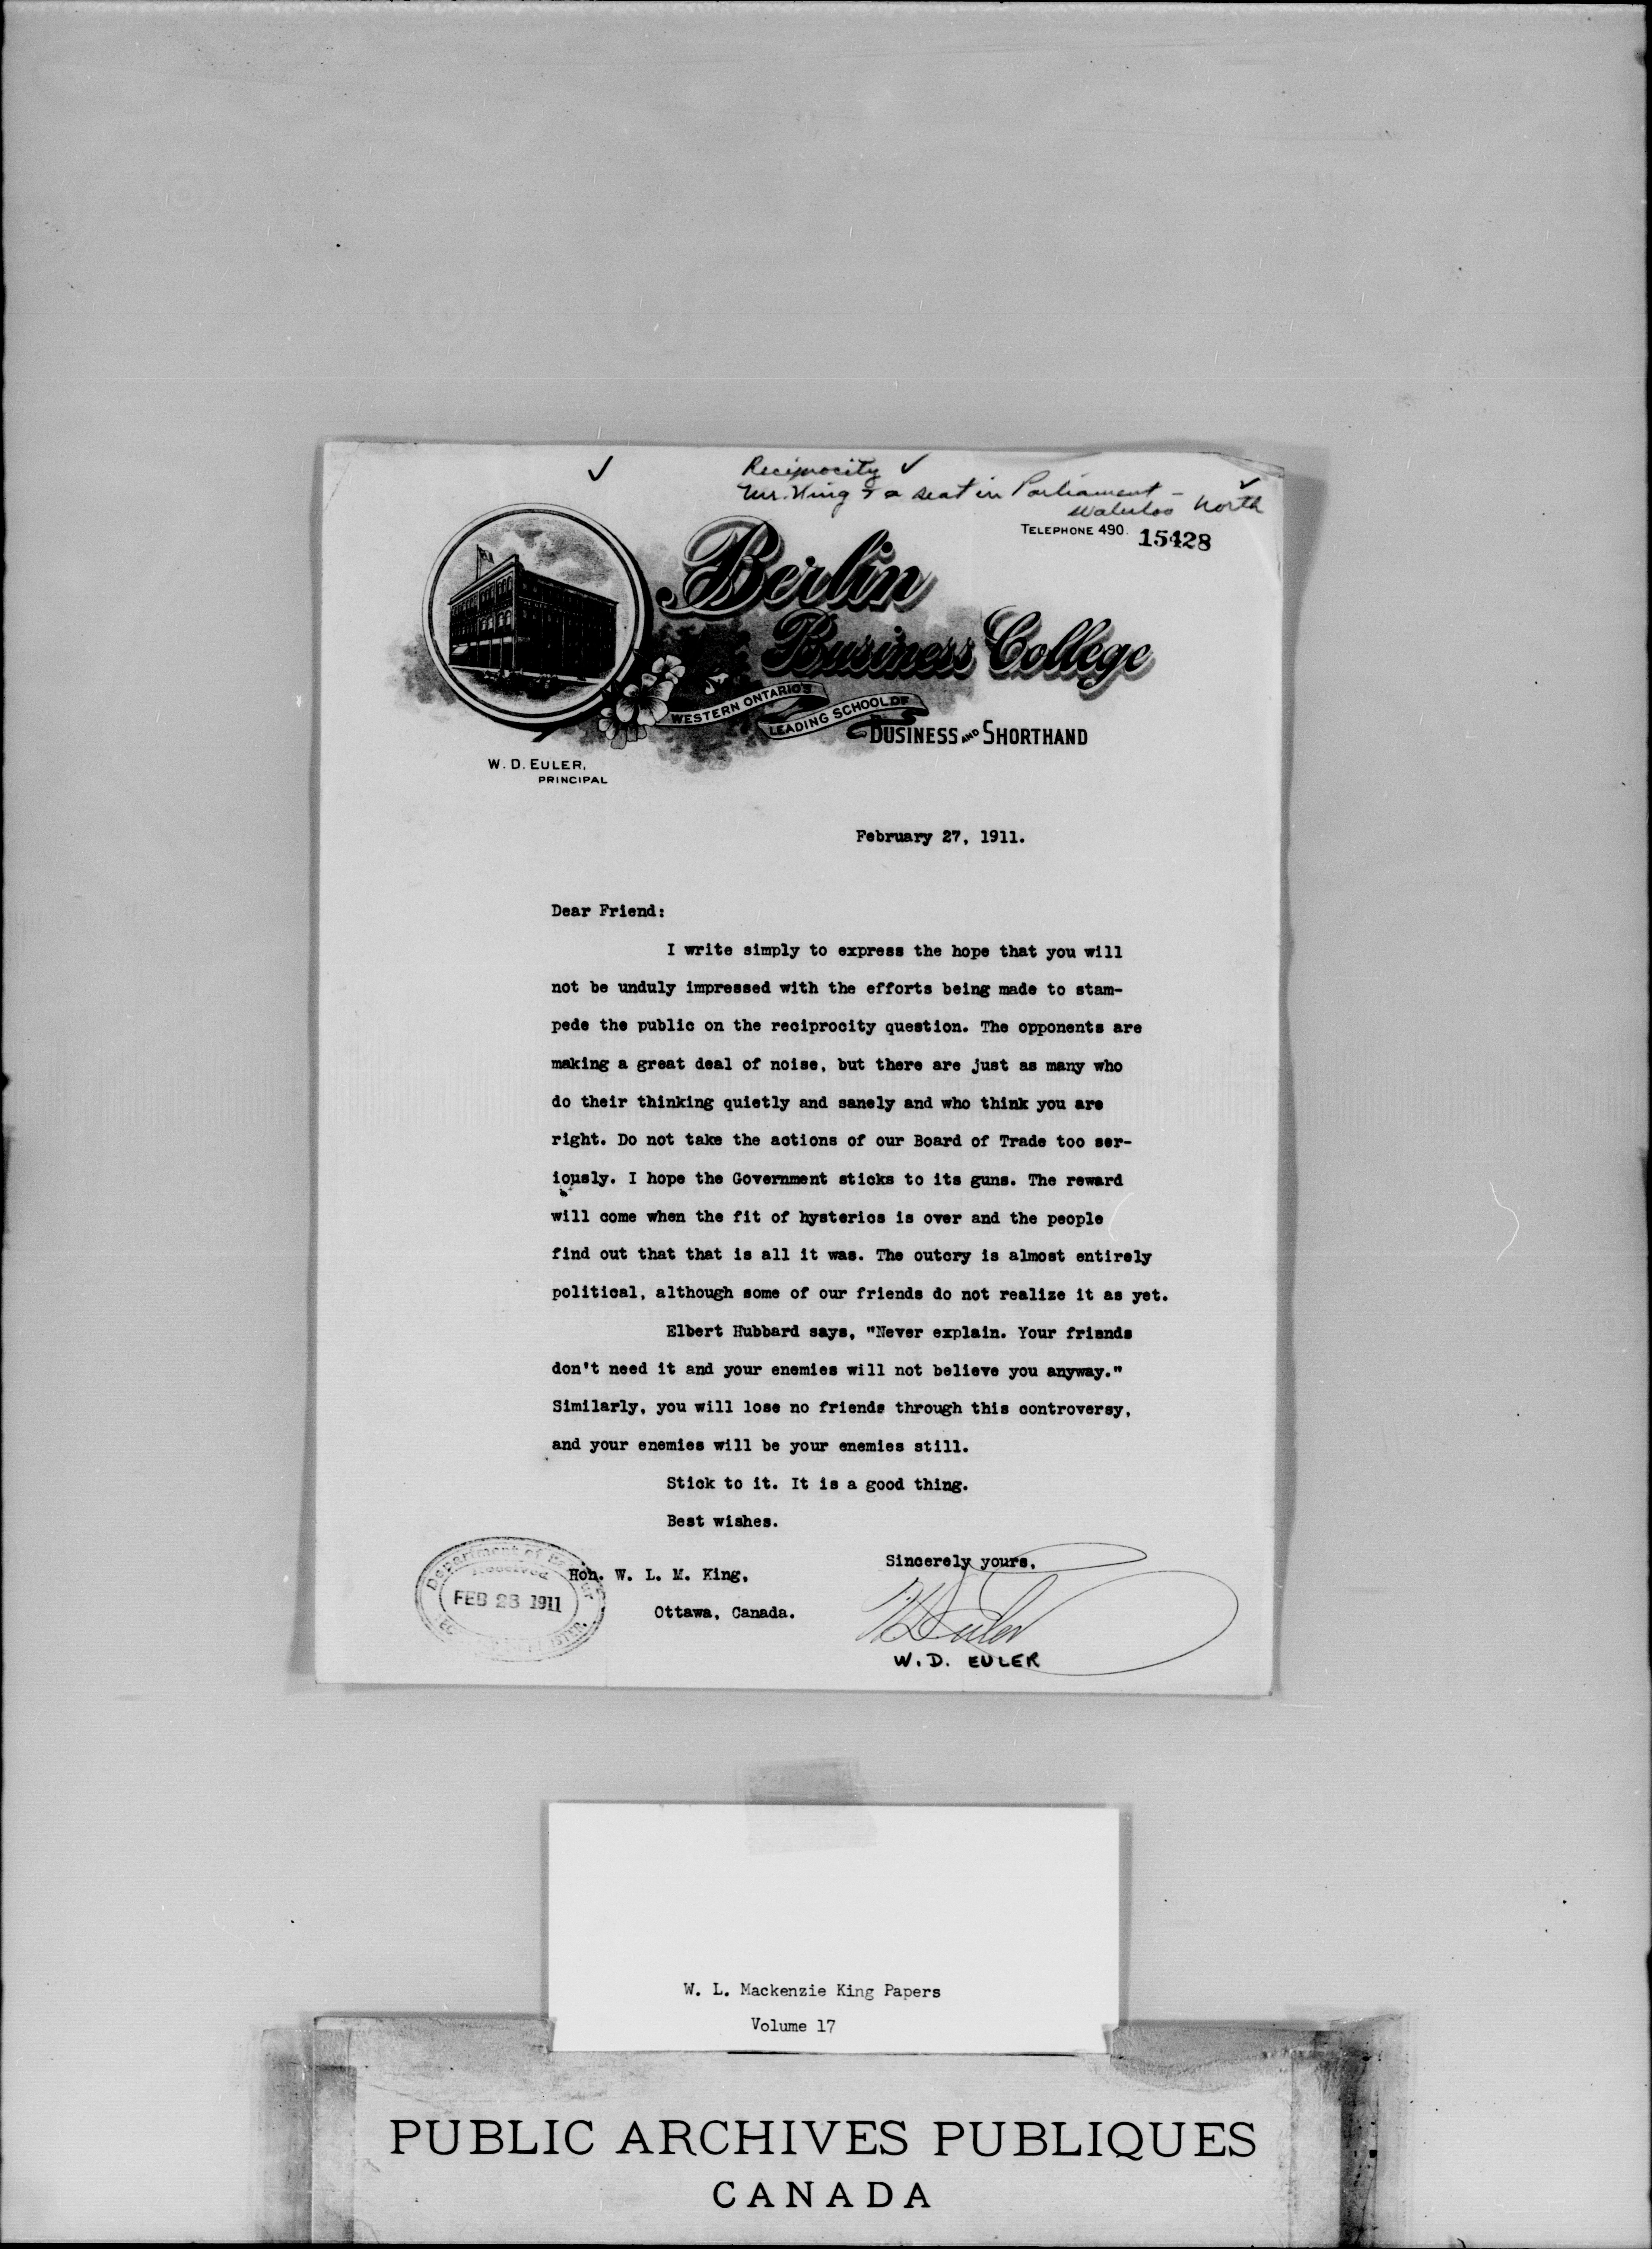 Reciprocity ✓
✓
Mr. King & a seat in Parliament -
Waterloo North
TELEPHONE 490. 15428
Berlin
Business College
WESTERN ONTARIO'S
LEADING SCHOOL OF
BUSINESS AND SHORTHAND
W. D. EULER,
PRINCIPAL
February 27, 1911.
Dear Friend:
I write simply to express the hope that you will
not be unduly impressed with the efforts being made to stam-
pede the public on the reciprocity question. The opponents are
making a great deal of noise, but there are just as many who
do their thinking quietly and sanely and who think you are
right. Do not take the actions of our Board of Trade too ser-
iously. I hope the Government sticks to its guns. The reward
will come when the fit of hysterics is over and the people
find out that that is all it was. The outcry is almost entirely
political, although some of our friends do not realize it as yet.
Elbert Hubbard says, "Never explain. Your friends
don't need it and your enemies will not believe you anyway."
Similarly, you will lose no friends through this controversy,
and your enemies will be your enemies still.
Stick to it. It is a good thing.
Best wishes.
Sincerely yours,
Hon. W. L. M. King,
Ottawa, Canada.
Department of
Received
FEB 28 1911
W D Euler
W. D. EULER
W. L. Mackenzie King Papers
Volume 17
PUBLIC ARCHIVES PUBLIQUES
CANADA